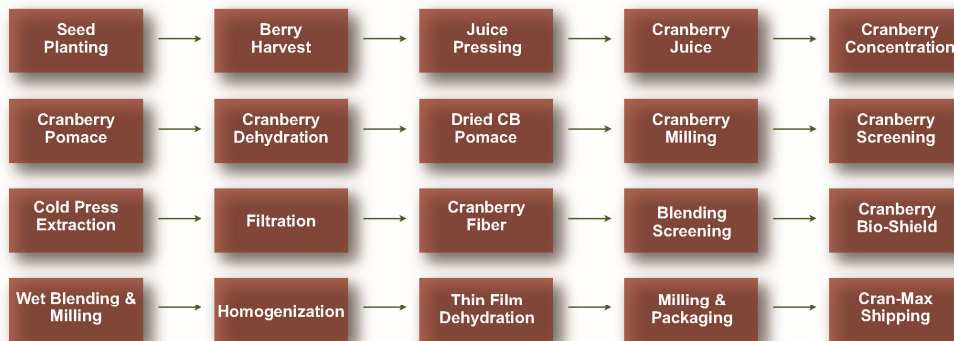 Seed
Planting
Berry
Harvest
Juice
Pressing
Cranberry
Juice
Cranberry
Concentration
Cranberry
Pomace
Cranberry
Dehydration
Dried CB
Pomace
Cranberry
Milling
Cranberry
Screening
Cold Press
Extraction
Filtration
Cranberry
Fiber
Blending
Screening
Cranberry
Bio-Shield
Wet Blending &
Milling
Homogenization
Thin Film
Dehydration
Milling &
Packaging
Cran-Max
Shipping